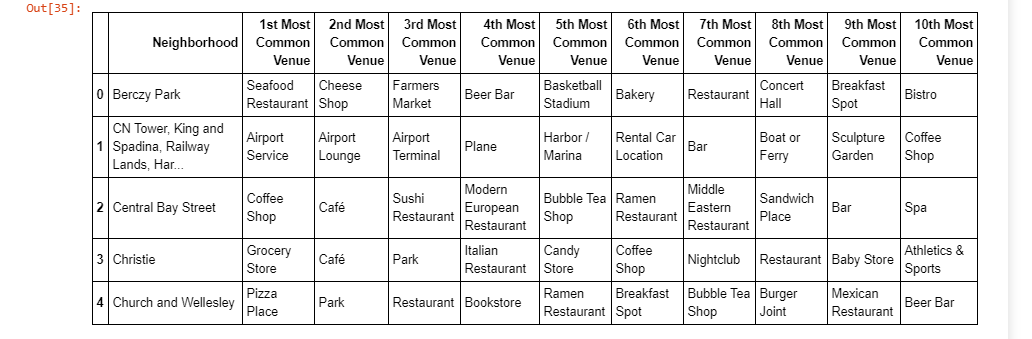 Out[35]:
Neighborhood | 1st Most Common Venue | 2nd Most Common Venue | 3rd Most Common Venue | 4th Most Common Venue | 5th Most Common Venue | 6th Most Common Venue | 7th Most Common Venue | 8th Most Common Venue | 9th Most Common Venue | 10th Most Common Venue
0 | Berczy Park | Seafood Restaurant | Cheese Shop | Farmers Market | Beer Bar | Basketball Stadium | Bakery | Restaurant | Concert Hall | Breakfast Spot | Bistro
1 | CN Tower, King and Spadina, Railway Lands, Har... | Airport Service | Airport Lounge | Airport Terminal | Plane | Harbor / Marina | Rental Car Location | Bar | Boat or Ferry | Sculpture Garden | Coffee Shop
2 | Central Bay Street | Coffee Shop | Café | Sushi Restaurant | Modern European Restaurant | Bubble Tea Shop | Ramen Restaurant | Middle Eastern Restaurant | Sandwich Place | Bar | Spa
3 | Christie | Grocery Store | Café | Park | Italian Restaurant | Candy Store | Coffee Shop | Nightclub | Restaurant | Baby Store | Athletics & Sports
4 | Church and Wellesley | Pizza Place | Park | Restaurant | Bookstore | Ramen Restaurant | Breakfast Spot | Bubble Tea Shop | Burger Joint | Mexican Restaurant | Beer Bar